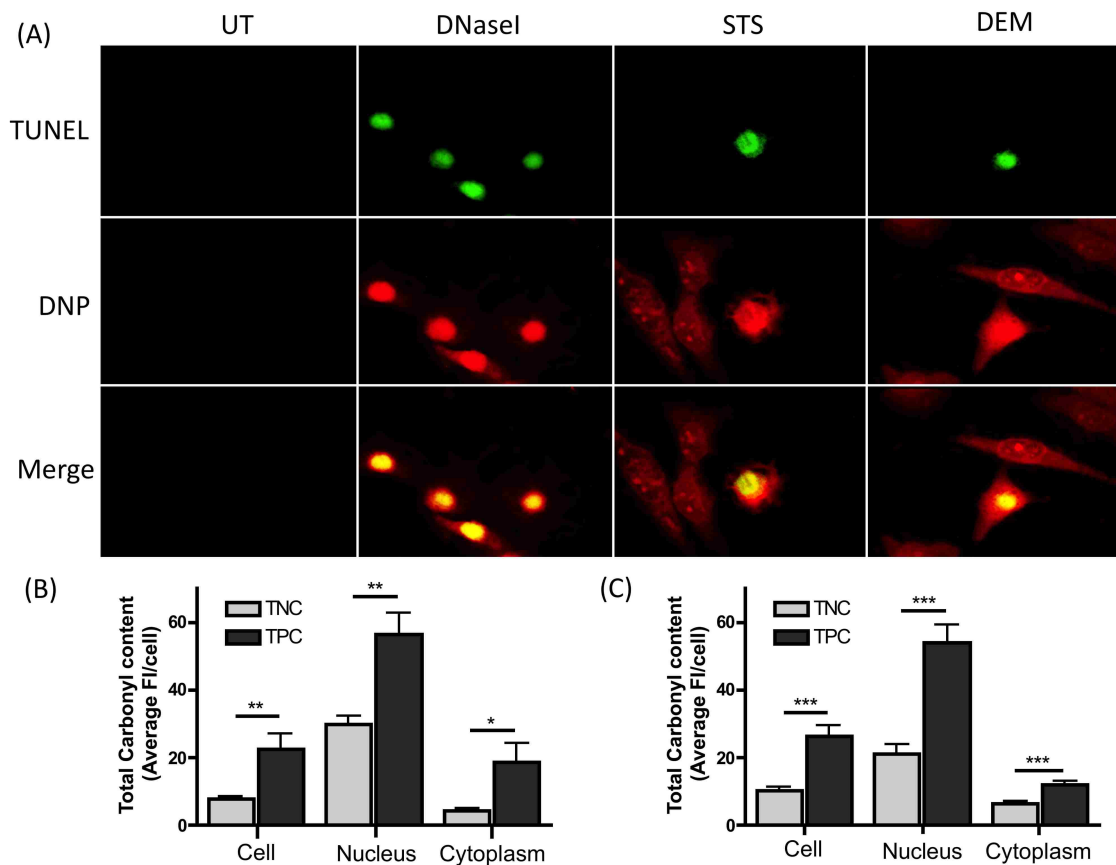 (A)
UT DNaseI STS DEM
TUNEL
DNP
Merge
(B)
Total Carbonyl content
(Average FI/cell)
60
40
20
0
TNC
TPC
**
**
*
Cell Nucleus Cytoplasm
(C)
Total Carbonyl content
(Average FI/cell)
60
40
20
0
TNC
TPC
***
***
***
Cell Nucleus Cytoplasm